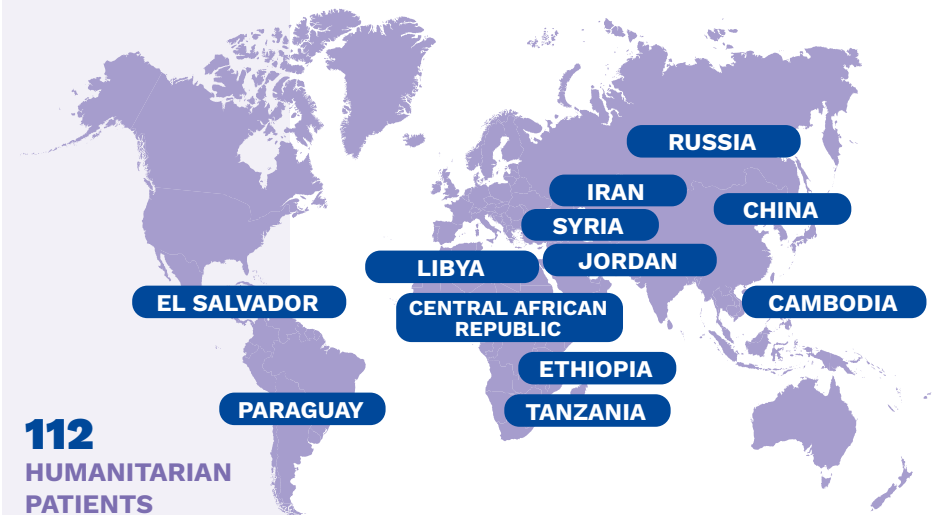 RUSSIA
IRAN
CHINA
SYRIA
JORDAN
LIBYA
EL SALVADOR
CENTRAL AFRICAN
REPUBLIC
CAMBODIA
ETHIOPIA
PARAGUAY
TANZANIA
112
HUMANITARIAN
PATIENTS